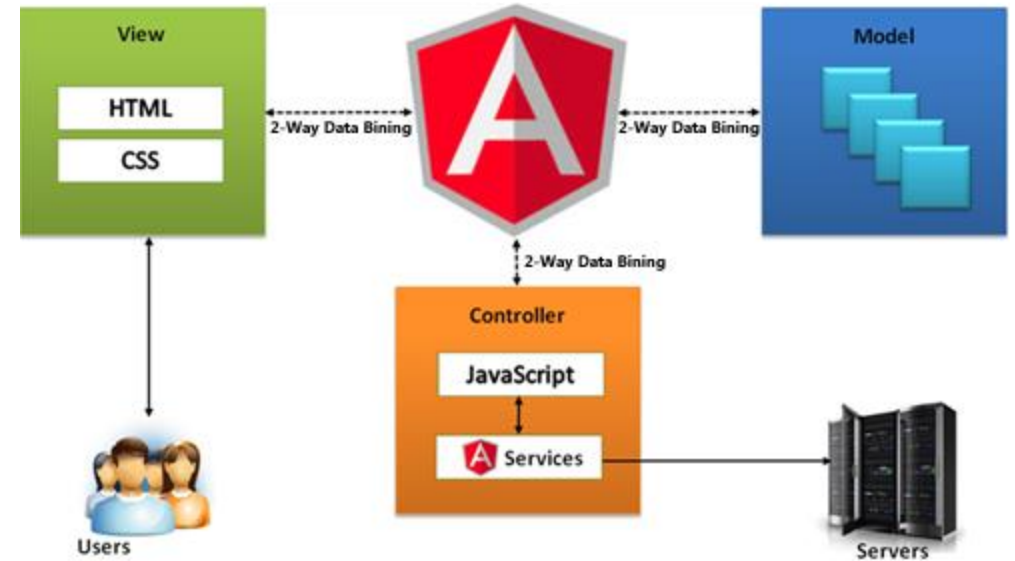 View
HTML
CSS
2-Way Data Bining
A
2-Way Data Bining
Model
2-Way Data Bining
Controller
JavaScript
A Services
Users
Servers